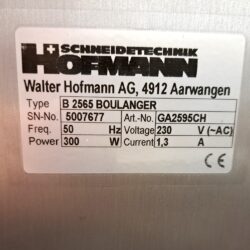 SCHNEIDETECHNIK
HOFMANN
Walter Hofmann AG, 4912 Aarwangen
Type B 2565 BOULANGER
SN-No. 5007677 Art.-No. GA2595CH
Freq. 50 Hz Voltage 230 V (~AC)
Power 300 W Current 1,3 A
CE